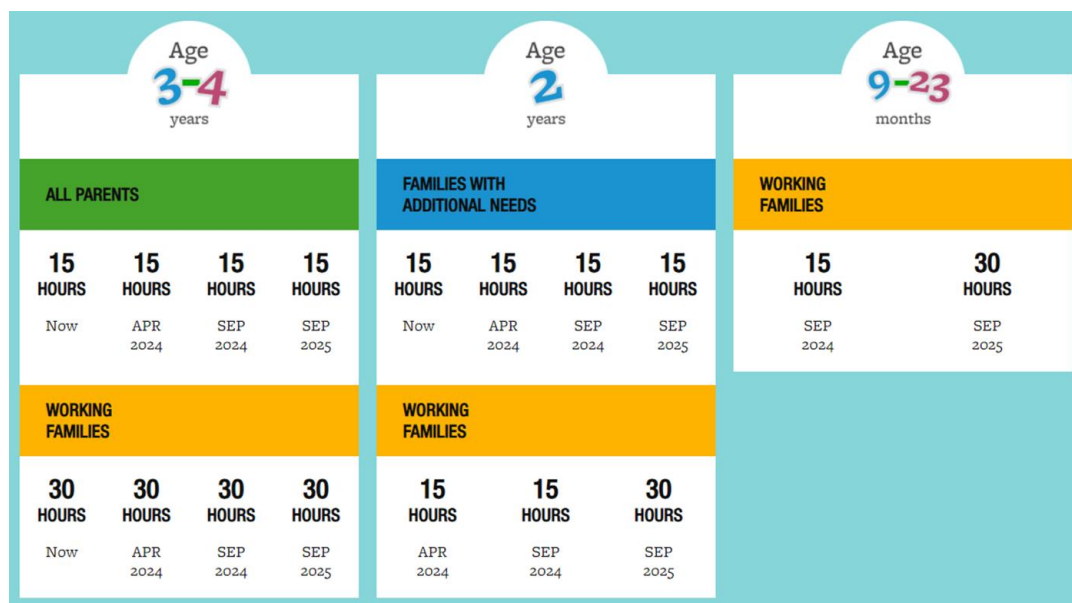 Age
3-4
years
ALL PARENTS
15 15 15 15
HOURS HOURS HOURS HOURS
Now APR SEP SEP
2024 2024 2025
WORKING
FAMILIES
30 30 30 30
HOURS HOURS HOURS HOURS
Now APR SEP SEP
2024 2024 2025
Age
2
years
FAMILIES WITH
ADDITIONAL NEEDS
15 15 15 15
HOURS HOURS HOURS HOURS
Now APR SEP SEP
2024 2024 2025
WORKING
FAMILIES
15 15 30
HOURS HOURS HOURS
APR SEP SEP
2024 2024 2025
Age
9-23
months
WORKING
FAMILIES
15 30
HOURS HOURS
SEP SEP
2024 2025